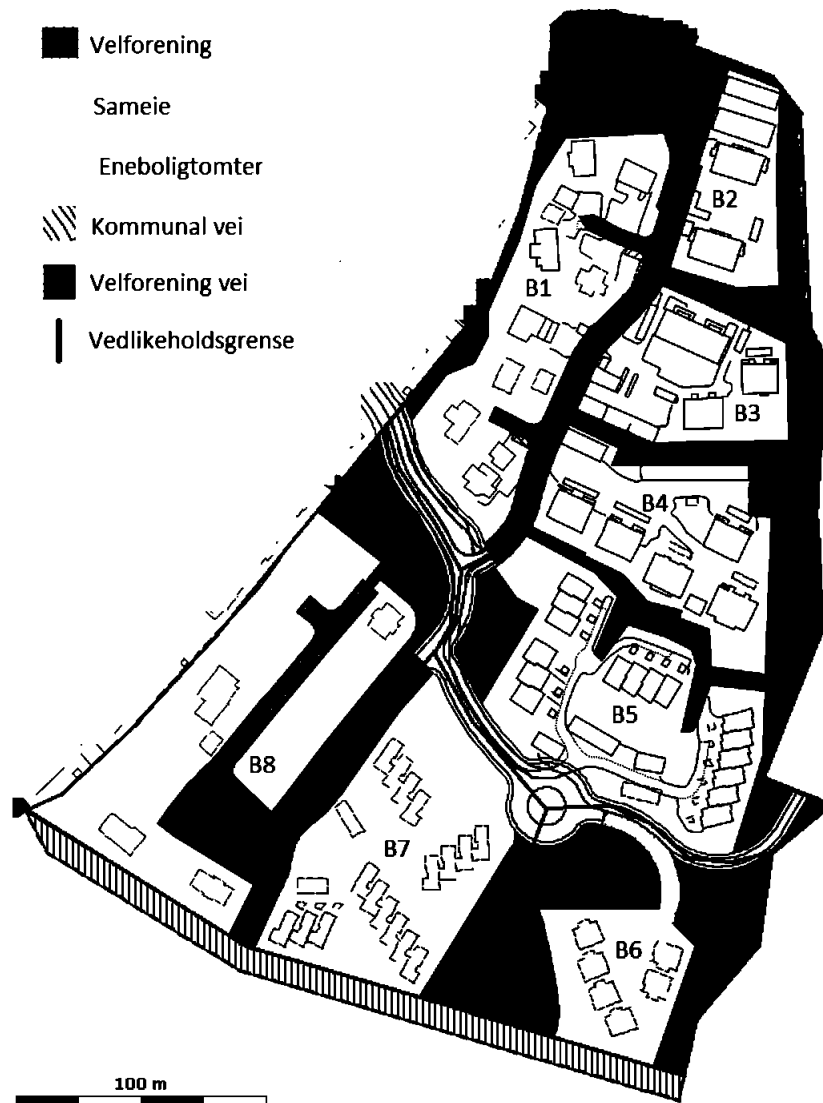 Velforening
Sameie
Eneboligtomter
Kommunal vei
Velforening vei
Vedlikeholdsgrense
B2
B1
B3
B4
B5
B8
B7
B6
100 m